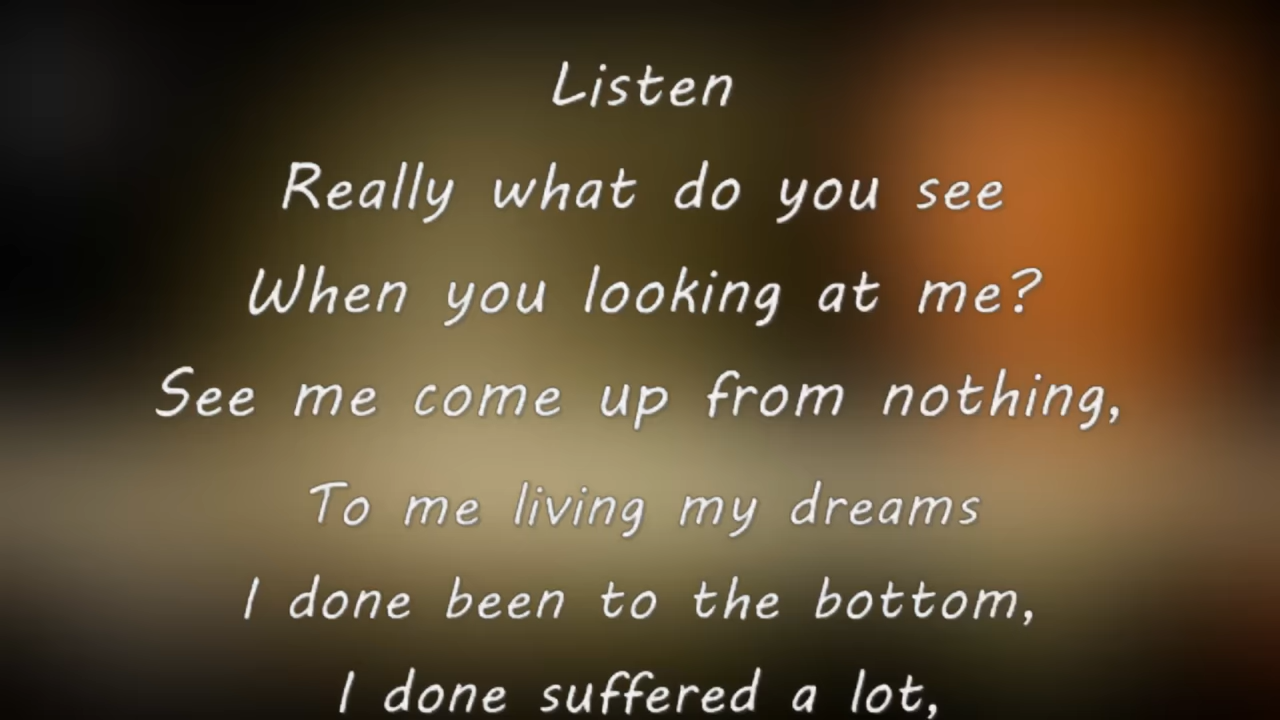 Listen
Really what do you see
When you looking at me?
See me come up from nothing,
To me living my dreams
I done been to the bottom,
I done suffered a lot,